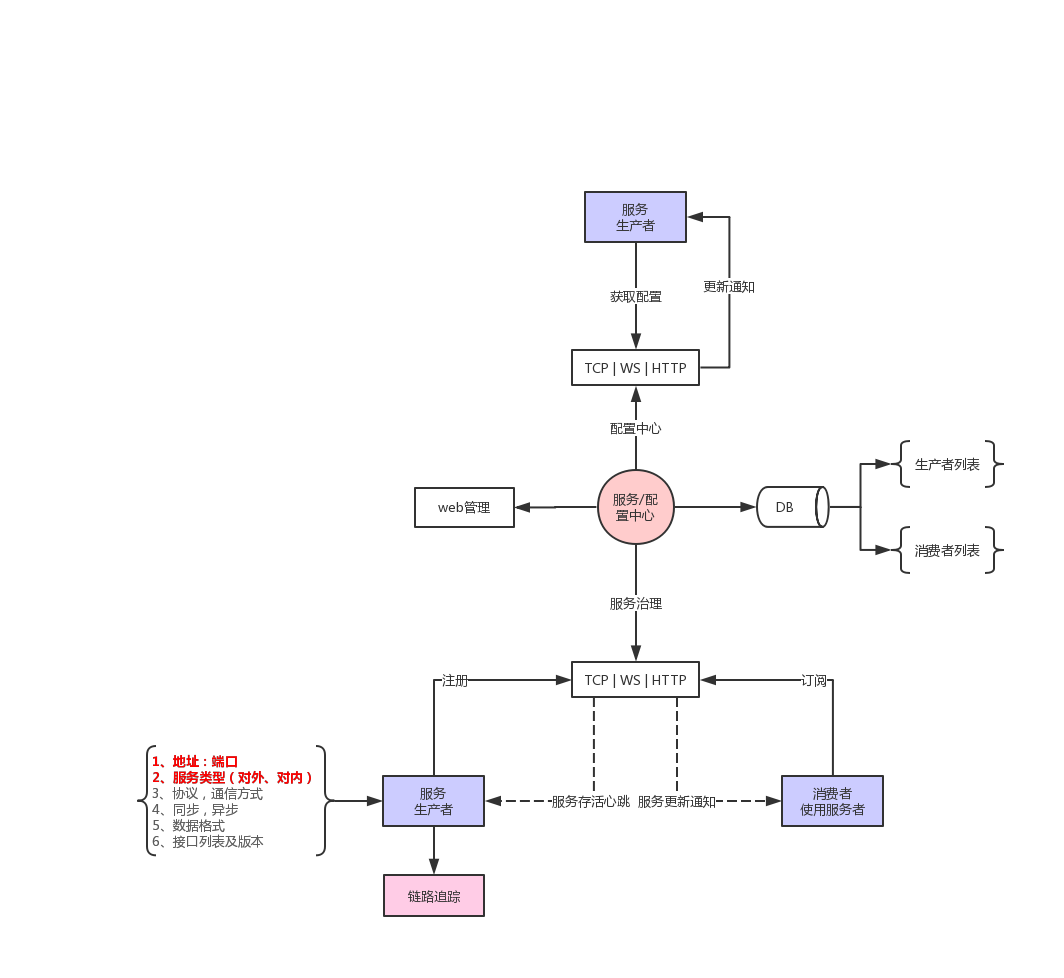 服务
生产者
获取配置
更新通知
TCP | WS | HTTP
配置中心
web管理
服务/配
置中心
DB
生产者列表
消费者列表
服务治理
注册
TCP | WS | HTTP
订阅
1、地址：端口
2、服务类型（对外、对内）
3、协议，通信方式
4、同步，异步
5、数据格式
6、接口列表及版本
服务
生产者
服务存活心跳
服务更新通知
消费者
使用服务者
链路追踪